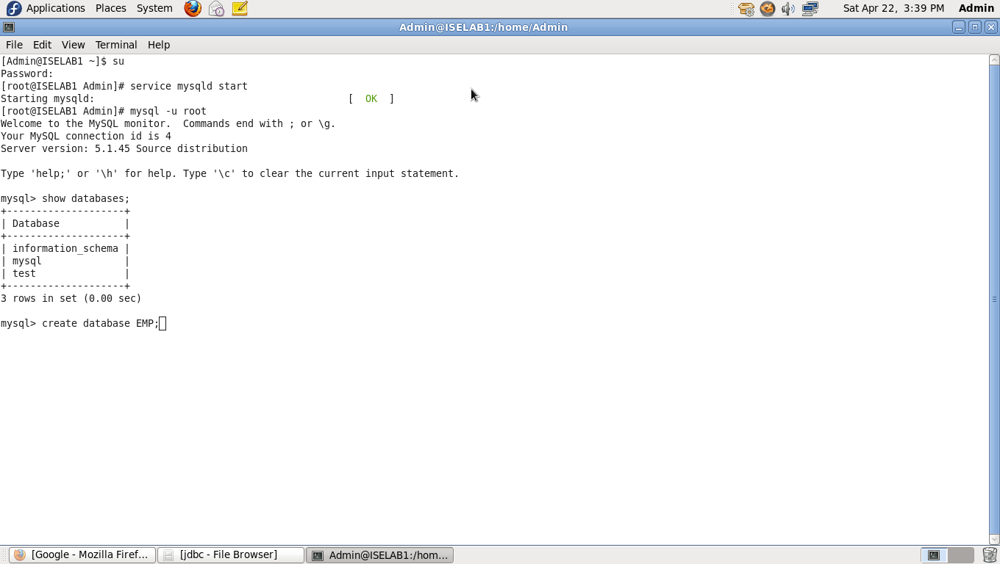 Applications Places System Sat Apr 22, 3:39 PM Admin
Admin@ISELAB1:/home/Admin
File Edit View Terminal Help
[Admin@ISELAB1 ~]$ su
Password:
[root@ISELAB1 Admin]# service mysqld start
Starting mysqld:                                           [  OK  ]
[root@ISELAB1 Admin]# mysql -u root
Welcome to the MySQL monitor.  Commands end with ; or \g.
Your MySQL connection id is 4
Server version: 5.1.45 Source distribution
Type 'help;' or '\h' for help. Type '\c' to clear the current input statement.
mysql> show databases;
+--------------------+
| Database           |
+--------------------+
| information_schema |
| mysql              |
| test               |
+--------------------+
3 rows in set (0.00 sec)
mysql> create database EMP;
[Google - Mozilla Firef... [jdbc - File Browser] Admin@ISELAB1:/hom...